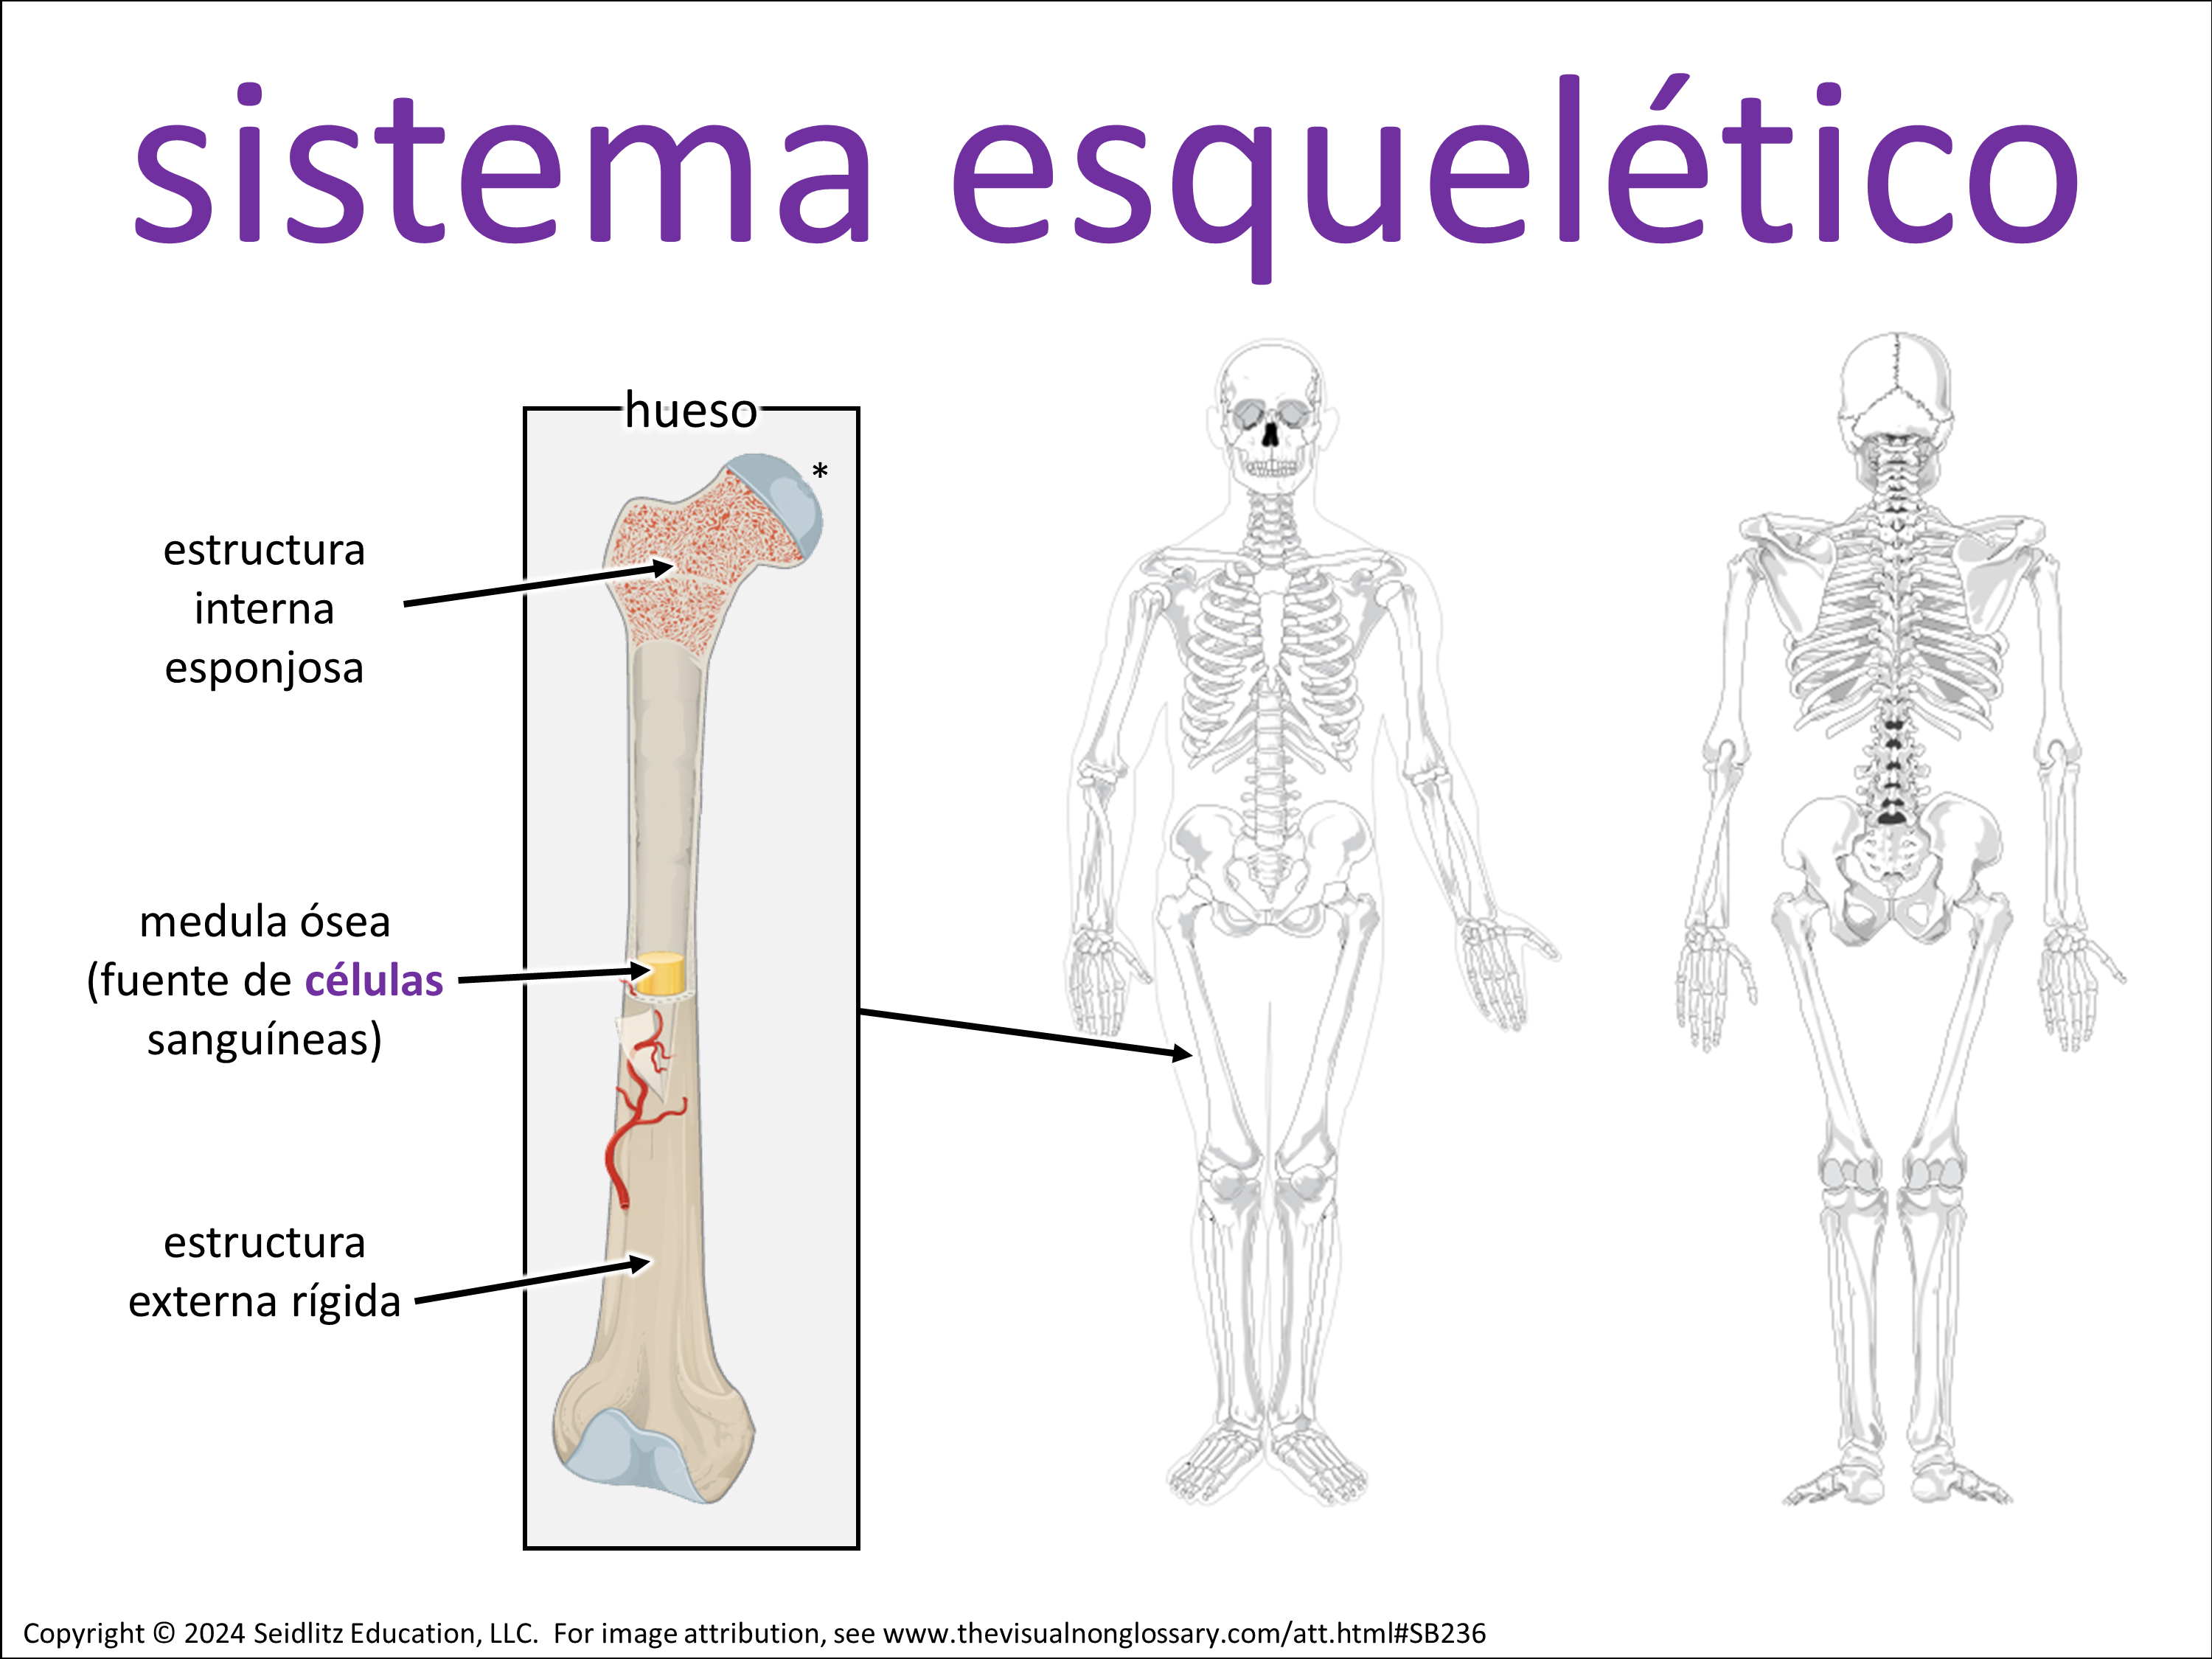 sistema esquelético
hueso
*
estructura
interna
esponjosa
medula ósea
(fuente de células
sanguíneas)
estructura
externa rígida
Copyright © 2024 Seidlitz Education, LLC.  For image attribution, see www.thevisualnonglossary.com/att.html#SB236